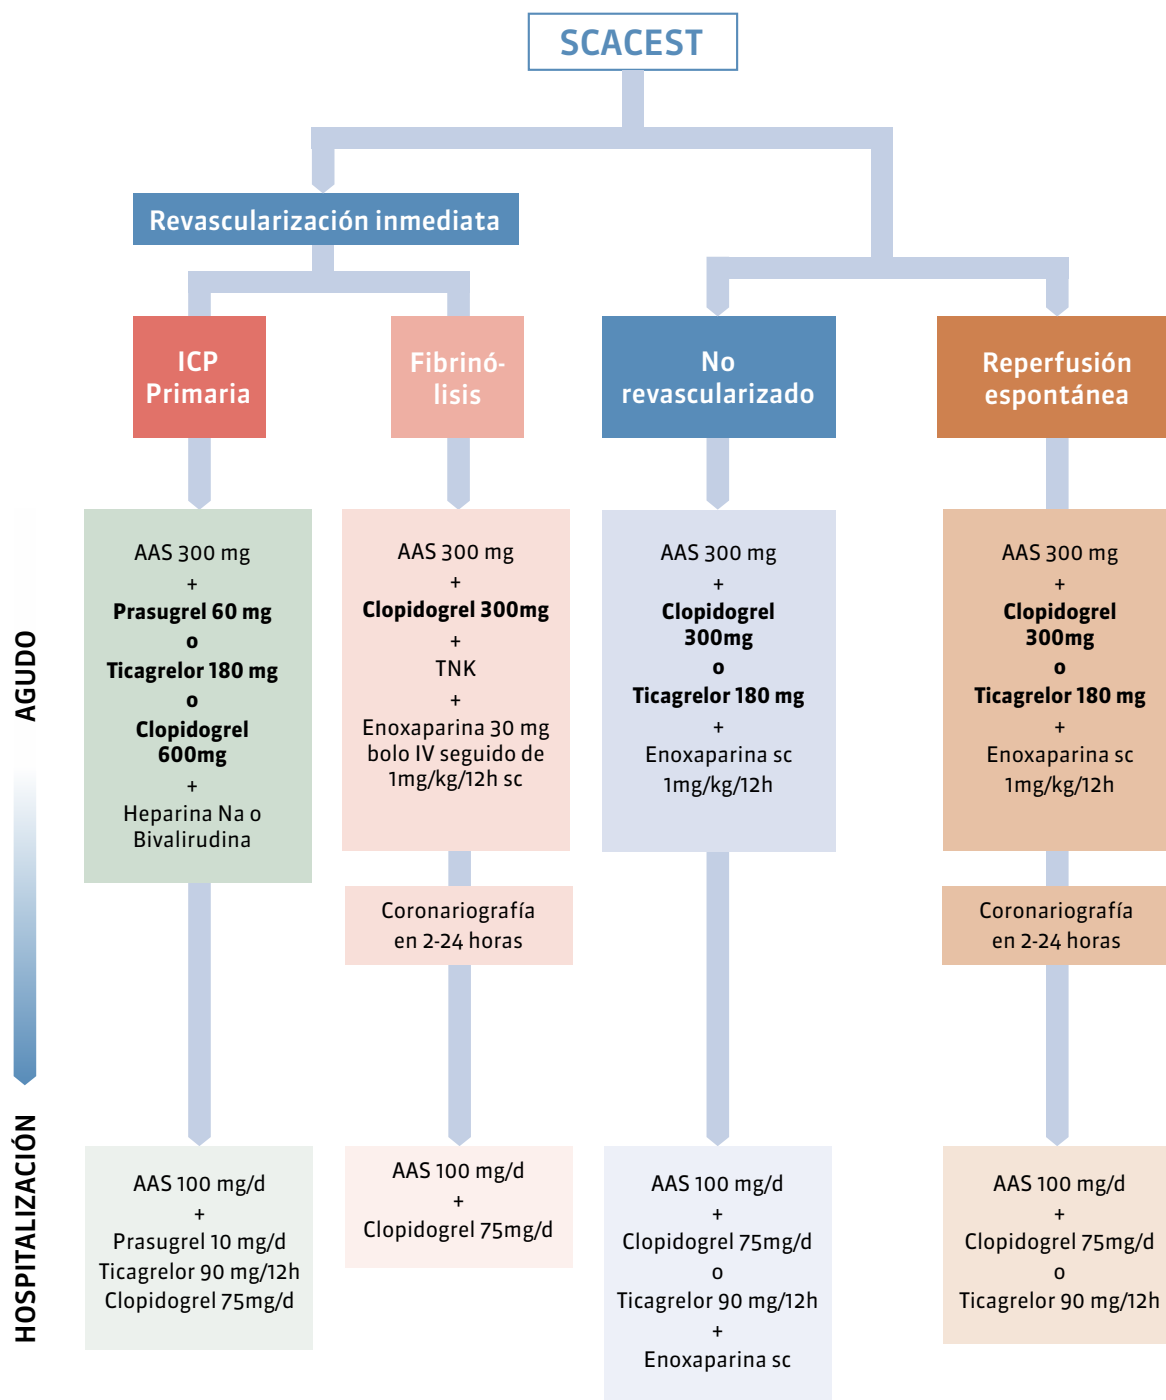 SCACEST
Revascularización inmediata
ICP
Primaria
Fibrinó-
lisis
No
revascularizado
Reperfusión
espontánea
AGUDO
AAS 300 mg
+
Prasugrel 60 mg
o
Ticagrelor 180 mg
o
Clopidogrel
600mg
+
Heparina Na o
Bivalirudina
AAS 300 mg
+
Clopidogrel 300mg
+
TNK
+
Enoxaparina 30 mg
bolo IV seguido de
1mg/kg/12h sc
AAS 300 mg
+
Clopidogrel
300mg
o
Ticagrelor 180 mg
+
Enoxaparina sc
1mg/kg/12h
AAS 300 mg
+
Clopidogrel
300mg
o
Ticagrelor 180 mg
+
Enoxaparina sc
1mg/kg/12h
Coronariografía
en 2-24 horas
Coronariografía
en 2-24 horas
HOSPITALIZACIÓN
AAS 100 mg/d
+
Prasugrel 10 mg/d
Ticagrelor 90 mg/12h
Clopidogrel 75mg/d
AAS 100 mg/d
+
Clopidogrel 75mg/d
AAS 100 mg/d
+
Clopidogrel 75mg/d
o
Ticagrelor 90 mg/12h
+
Enoxaparina sc
AAS 100 mg/d
+
Clopidogrel 75mg/d
o
Ticagrelor 90 mg/12h